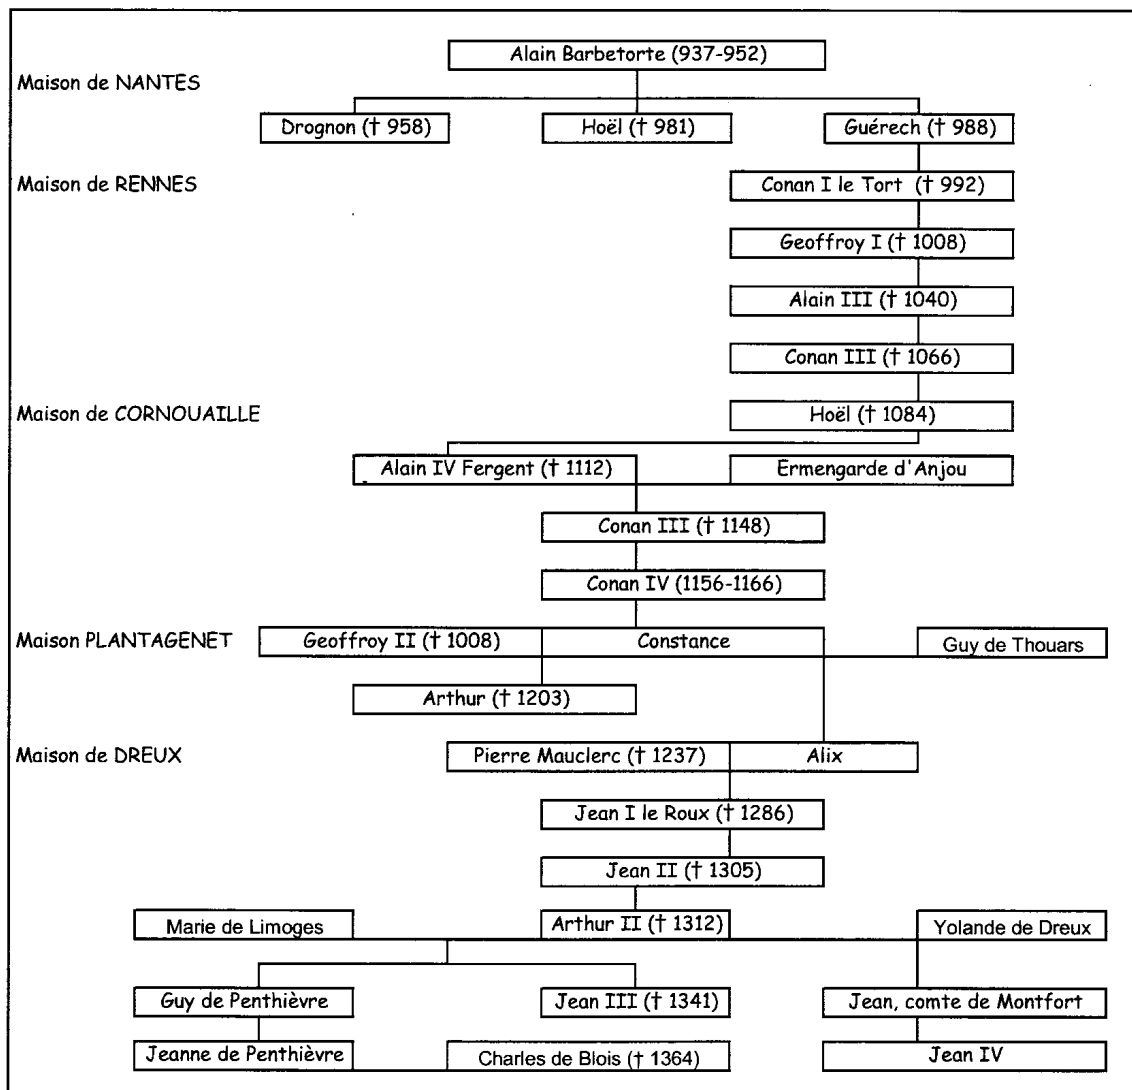 Alain Barbetorte (937-952)
Maison de NANTES
Drognon († 958) Hoël († 981) Guérech († 988)
Maison de RENNES Conan I le Tort († 992)
Geoffroy I († 1008)
Alain III († 1040)
Conan III († 1066)
Maison de CORNOUAILLE Hoël († 1084)
Alain IV Fergent († 1112) Ermengarde d'Anjou
Conan III († 1148)
Conan IV (1156-1166)
Maison PLANTAGENET Geoffroy II († 1008) Constance Guy de Thouars
Arthur († 1203)
Maison de DREUX Pierre Mauclerc († 1237) Alix
Jean I le Roux († 1286)
Jean II († 1305)
Marie de Limoges Arthur II († 1312) Yolande de Dreux
Guy de Penthièvre Jean III († 1341) Jean, comte de Montfort
Jeanne de Penthièvre Charles de Blois († 1364) Jean IV